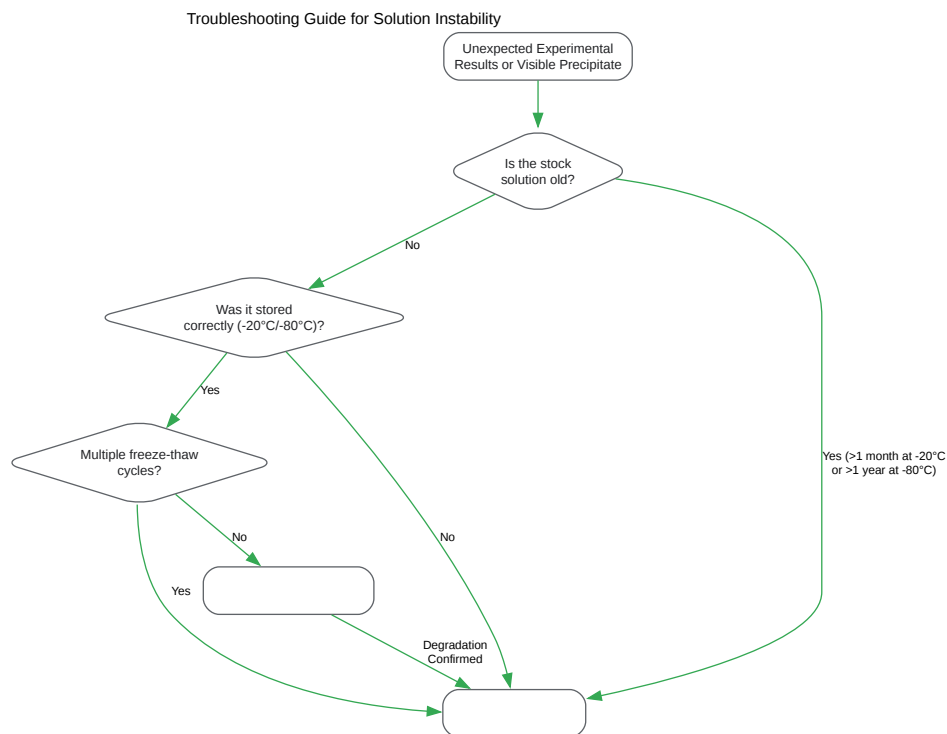 Troubleshooting Guide for Solution Instability
Unexpected Experimental
Results or Visible Precipitate
Is the stock
solution old?
No
Was it stored
correctly (-20°C/-80°C)?
Yes
Multiple freeze-thaw
cycles?
Yes (>1 month at -20°C
or >1 year at -80°C)
No
No
Yes
Degradation
Confirmed